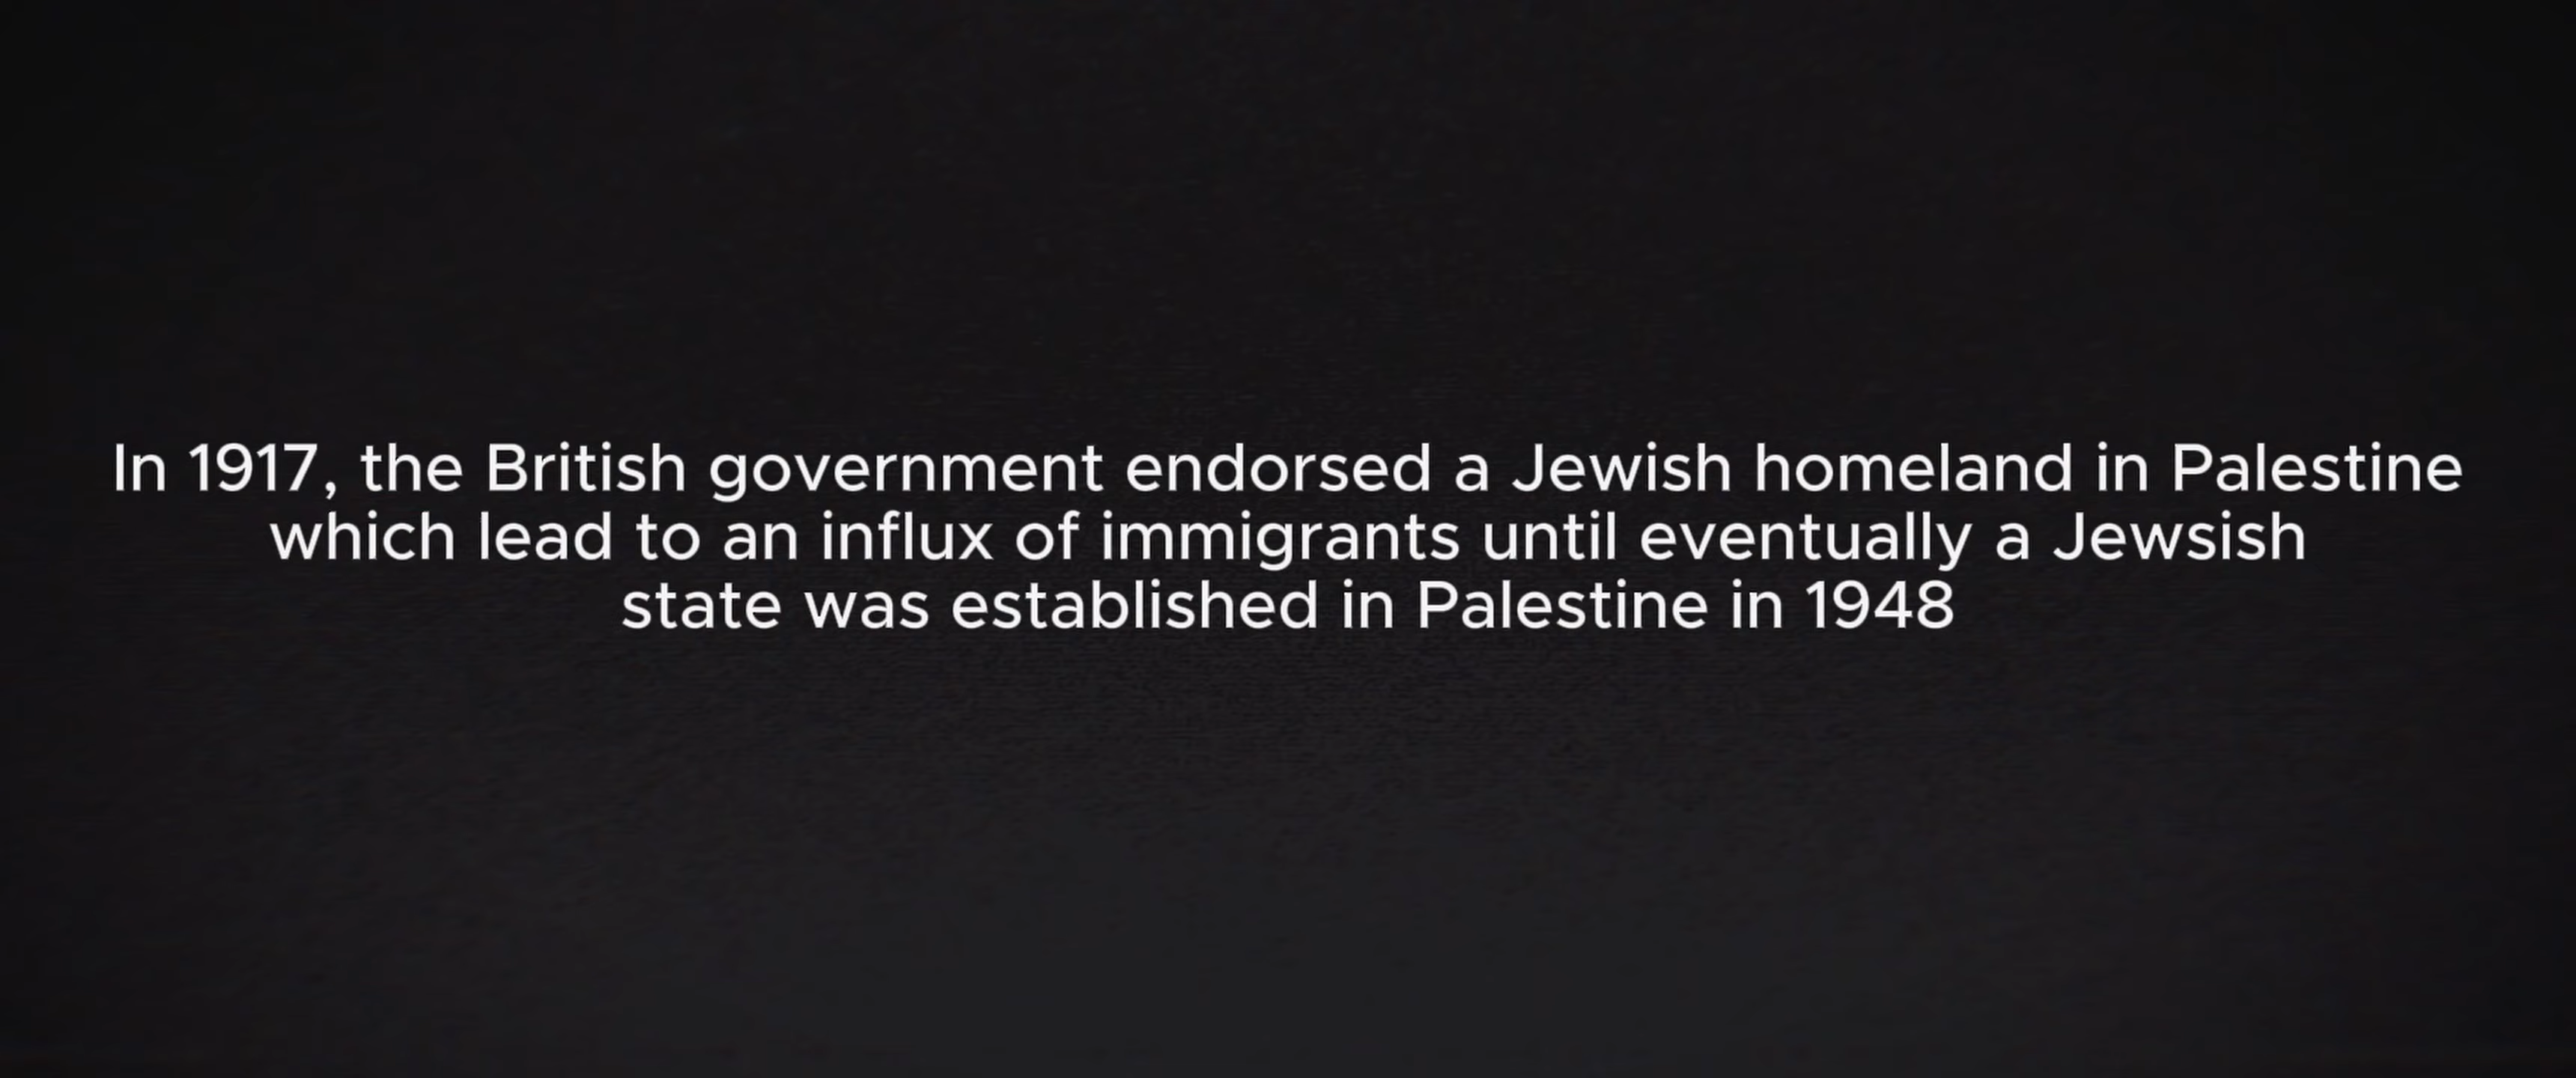 In 1917, the British government endorsed a Jewish homeland in Palestine
which lead to an influx of immigrants until eventually a Jewsish
state was established in Palestine in 1948